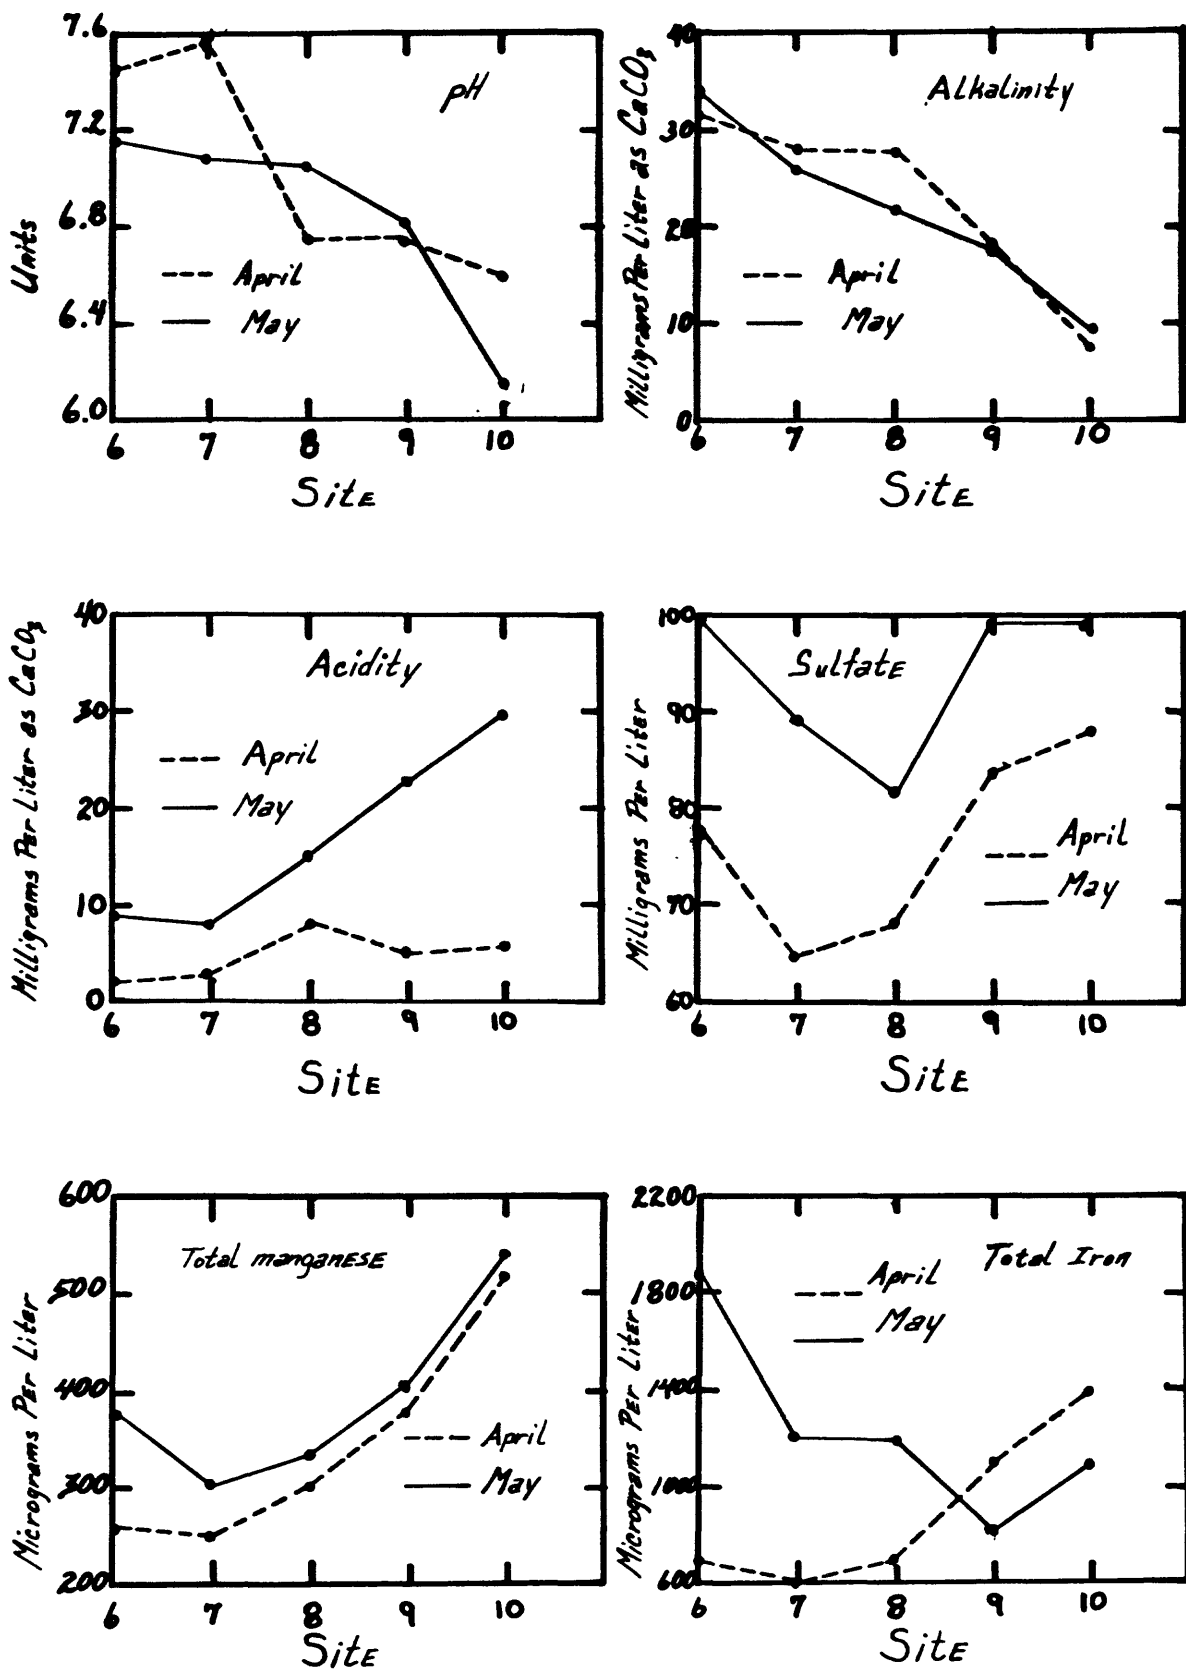 pH
Units
7.6
7.2
6.8
6.4
6.0
April
May
6 7 8 9 10
Site
Alkalinity
Milligrams Per Liter as CaCO3
40
30
20
10
0
April
May
6 7 8 9 10
Site
Acidity
Milligrams Per Liter as CaCO3
40
30
20
10
0
April
May
6 7 8 9 10
Site
Sulfate
Milligrams Per Liter
100
90
80
70
60
April
May
6 7 8 9 10
Site
Total manganese
Micrograms Per Liter
600
500
400
300
200
April
May
6 7 8 9 10
Site
Total Iron
Micrograms Per Liter
2200
1800
1400
1000
600
April
May
6 7 8 9 10
Site